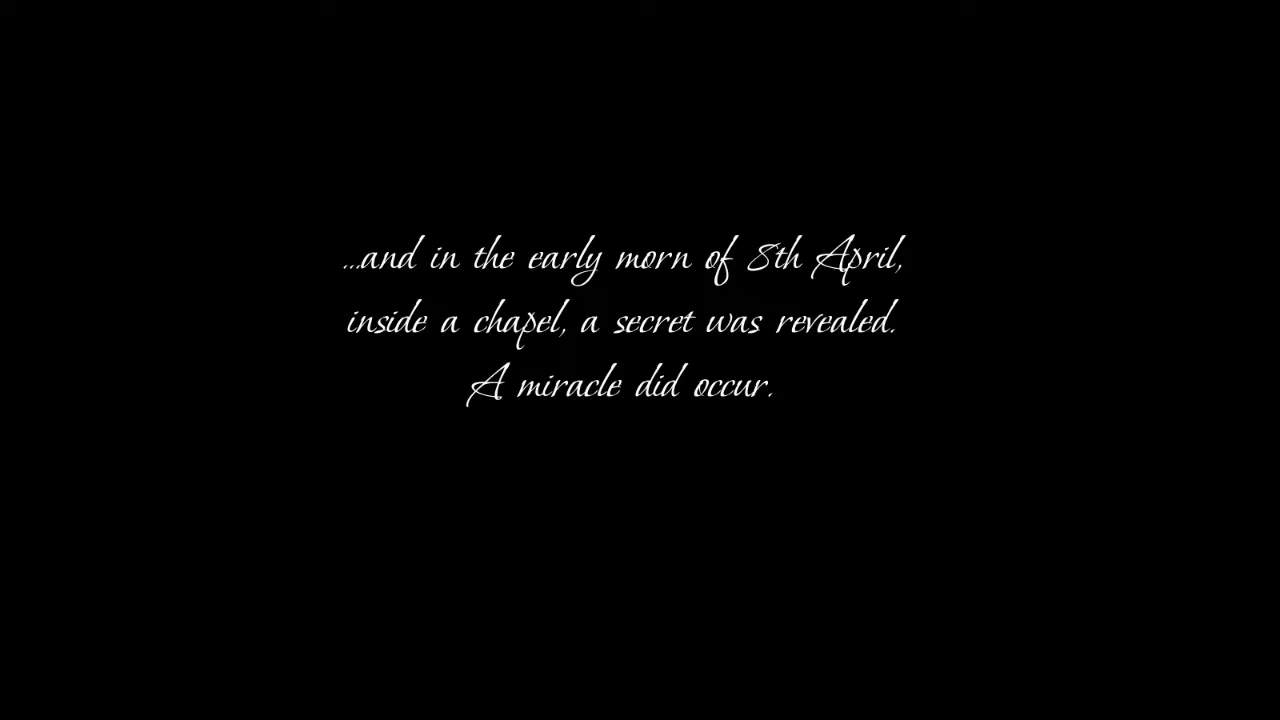 ...and in the early morn of 8th April,
inside a chapel, a secret was revealed.
A miracle did occur.